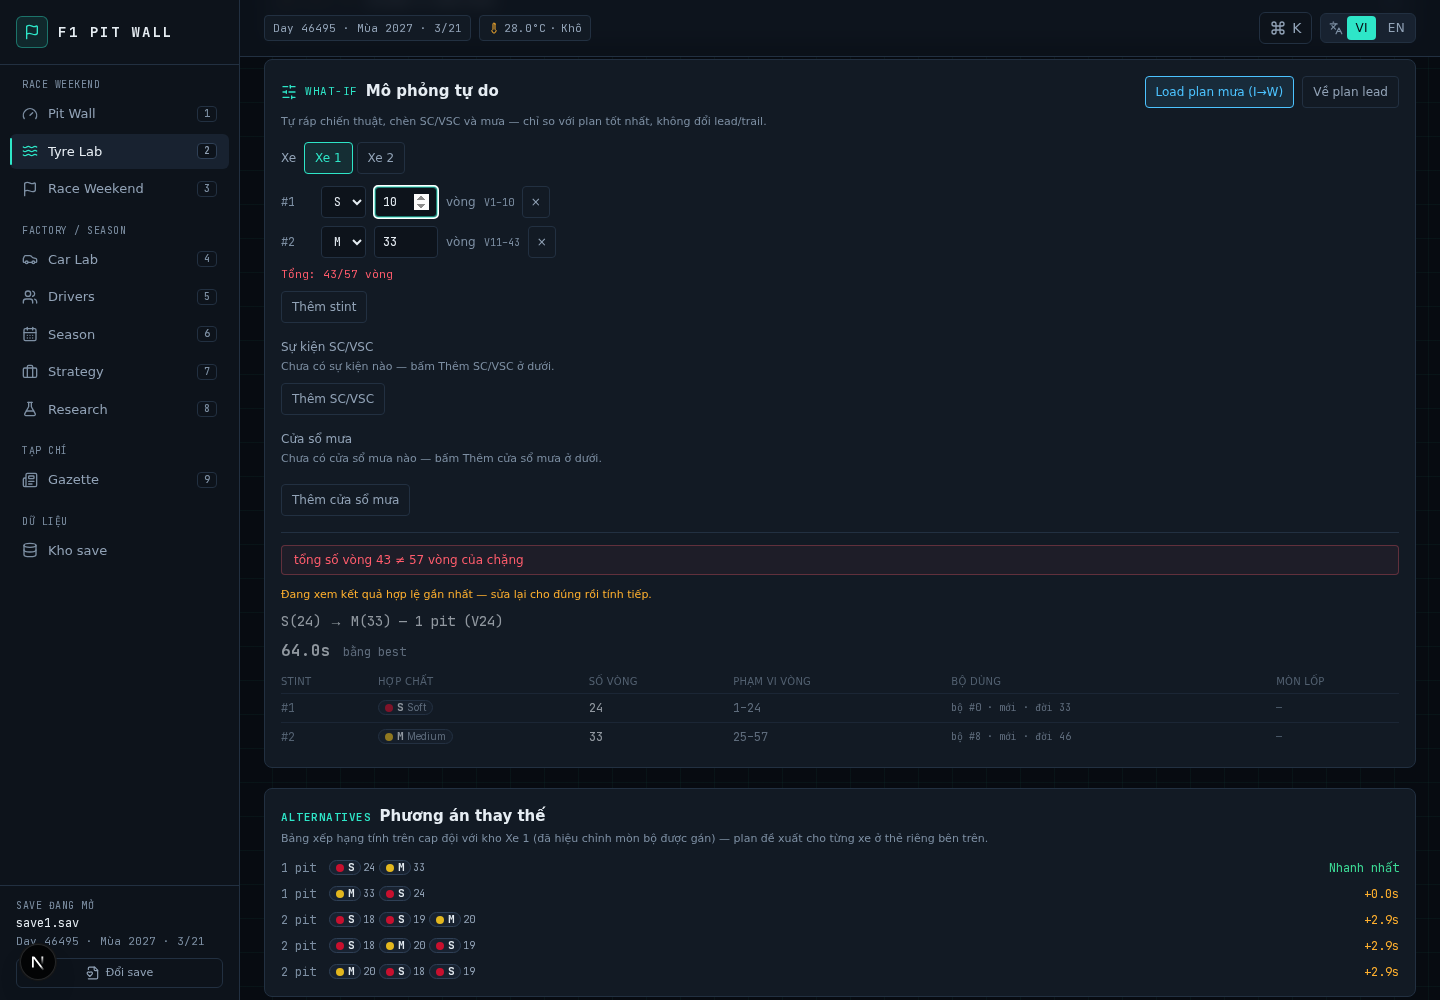 F1 PIT WALL
RACE WEEKEND
Pit Wall 1
Tyre Lab 2
Race Weekend 3
FACTORY / SEASON
Car Lab 4
Drivers 5
Season 6
Strategy 7
Research 8
TẠP CHÍ
Gazette 9
DỮ LIỆU
Kho save
SAVE ĐANG MỞ
save1.sav
Day 46495 · Mùa 2027 · 3/21
N
Đổi save
Day 46495 · Mùa 2027 · 3/21
28.0°C · Khô
⌘ K
VI EN
WHAT-IF Mô phỏng tự do
Load plan mưa (I→W) Về plan lead
Tự ráp chiến thuật, chèn SC/VSC và mưa — chỉ so với plan tốt nhất, không đổi lead/trail.
Xe Xe 1 Xe 2
#1 S 10 vòng V1–10 ×
#2 M 33 vòng V11–43 ×
Tổng: 43/57 vòng
Thêm stint
Sự kiện SC/VSC
Chưa có sự kiện nào — bấm Thêm SC/VSC ở dưới.
Thêm SC/VSC
Cửa sổ mưa
Chưa có cửa sổ mưa nào — bấm Thêm cửa sổ mưa ở dưới.
Thêm cửa sổ mưa
tổng số vòng 43 ≠ 57 vòng của chặng
Đang xem kết quả hợp lệ gần nhất — sửa lại cho đúng rồi tính tiếp.
S(24) → M(33) — 1 pit (V24)
64.0s bằng best
STINT HỢP CHẤT SỐ VÒNG PHẠM VI VÒNG BỘ DÙNG MÒN LỐP
#1 S Soft 24 1–24 bộ #0 · mới · đời 33 —
#2 M Medium 33 25–57 bộ #8 · mới · đời 46 —
ALTERNATIVES Phương án thay thế
Bảng xếp hạng tính trên cap đội với kho Xe 1 (đã hiệu chỉnh mòn bộ được gán) — plan đề xuất cho từng xe ở thẻ riêng bên trên.
1 pit S 24 M 33 Nhanh nhất
1 pit M 33 S 24 +0.0s
2 pit S 18 S 19 M 20 +2.9s
2 pit S 18 M 20 S 19 +2.9s
2 pit M 20 S 18 S 19 +2.9s